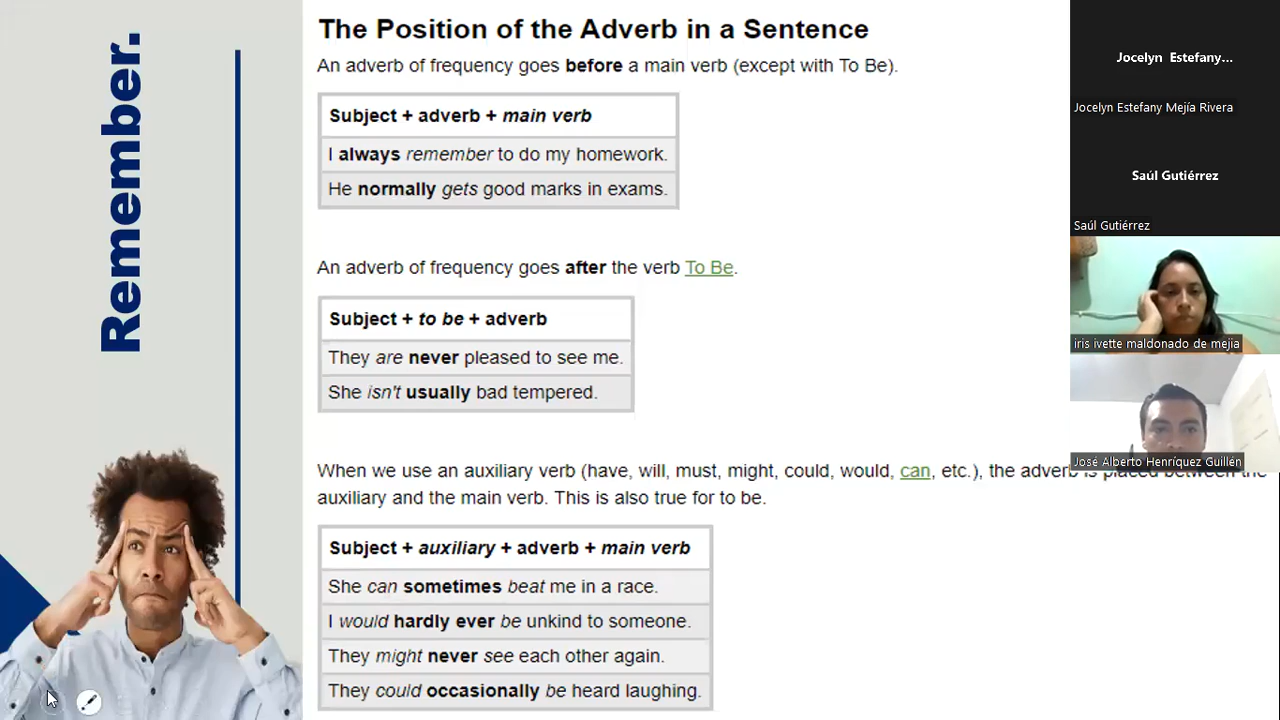 Remember.
The Position of the Adverb in a Sentence
An adverb of frequency goes before a main verb (except with To Be).
Subject + adverb + main verb
I always remember to do my homework.
He normally gets good marks in exams.
An adverb of frequency goes after the verb To Be.
Subject + to be + adverb
They are never pleased to see me.
She isn't usually bad tempered.
When we use an auxiliary verb (have, will, must, might, could, would, can, etc.), the adverb is placed between the
auxiliary and the main verb. This is also true for to be.
Subject + auxiliary + adverb + main verb
She can sometimes beat me in a race.
I would hardly ever be unkind to someone.
They might never see each other again.
They could occasionally be heard laughing.
Jocelyn Estefany...
Jocelyn Estefany Mejía Rivera
Saúl Gutiérrez
Saúl Gutiérrez
iris ivette maldonado de mejia
José Alberto Henríquez Guillén